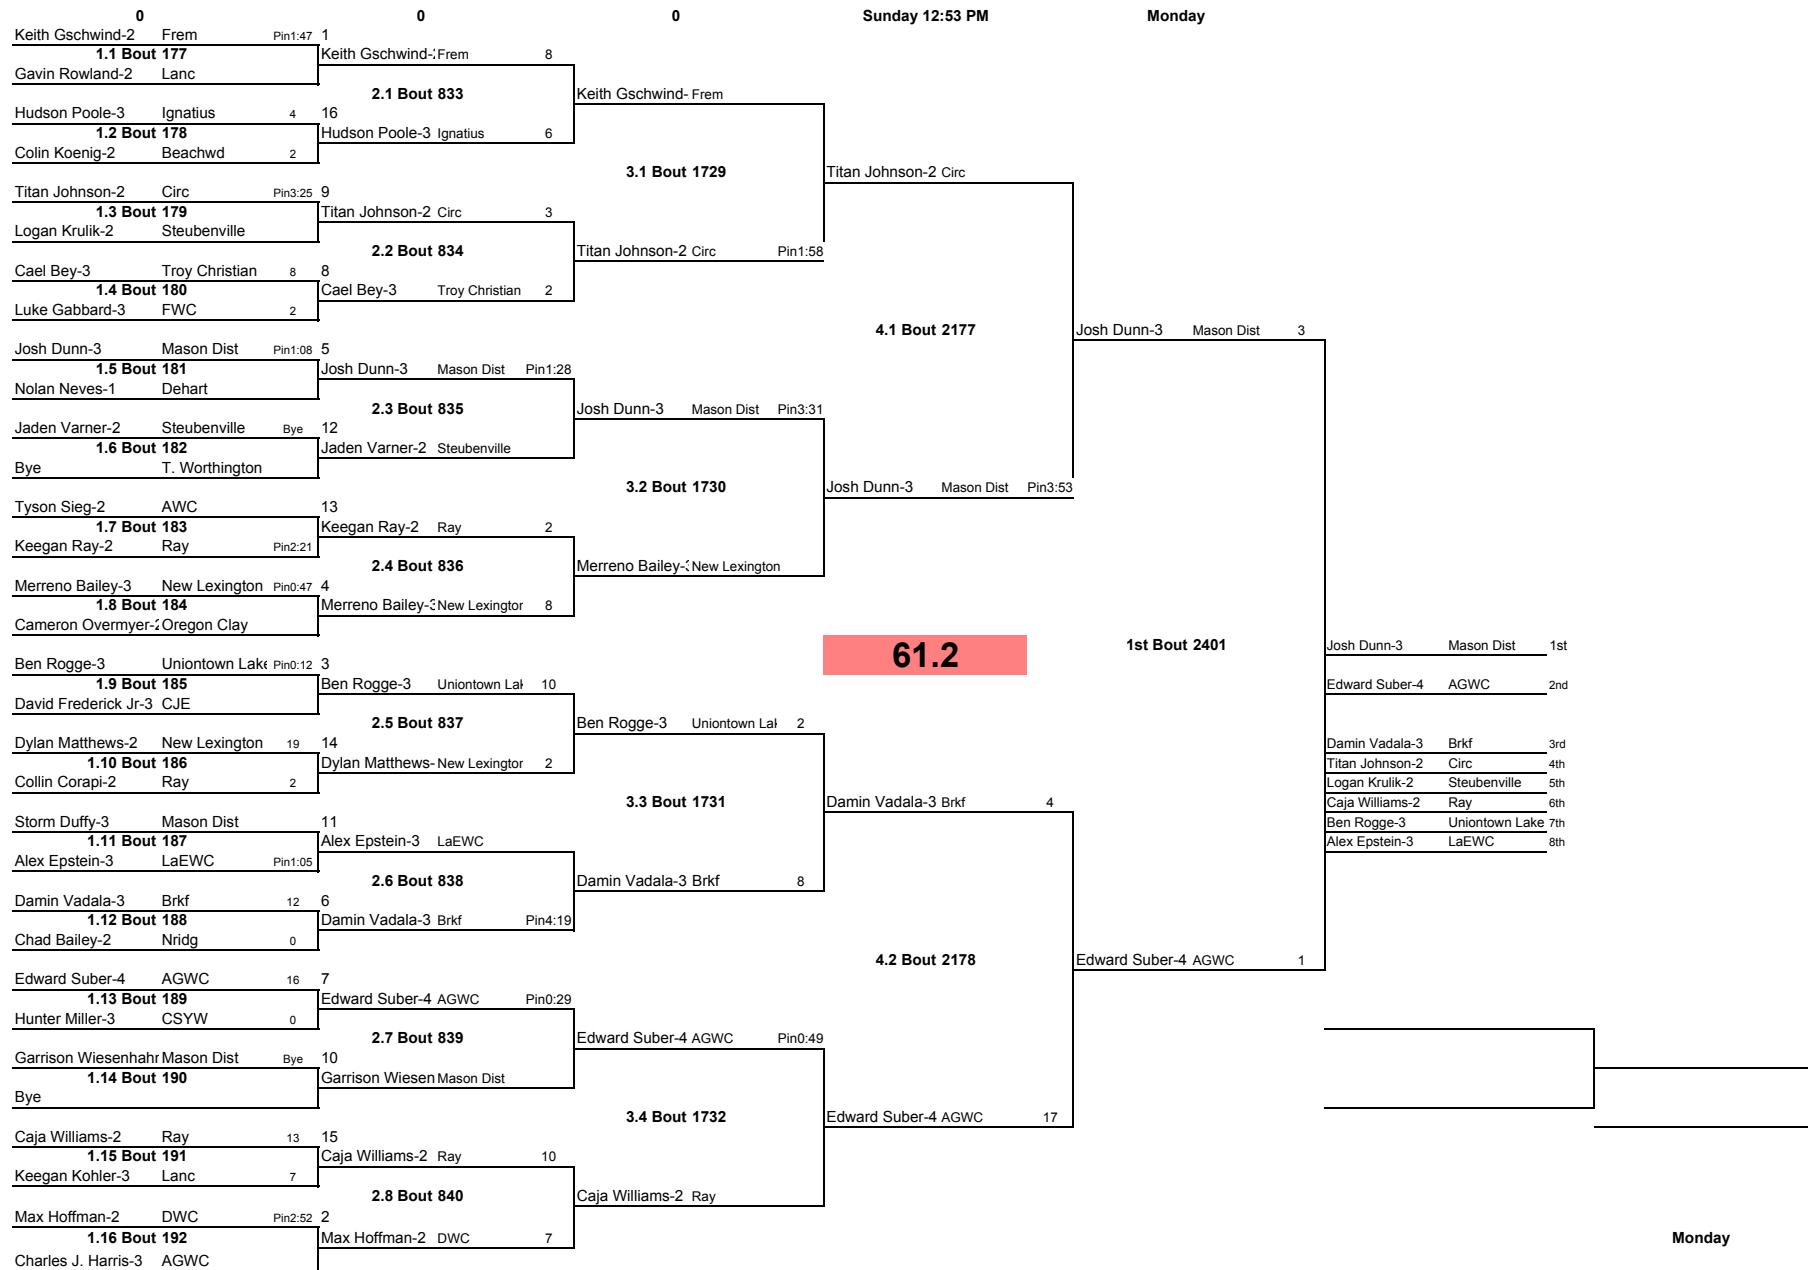 0 0 0 Sunday 12:53 PM Monday
Keith Gschwind-2 Frem Pin1:47 1
1.1 Bout 177 Keith Gschwind-2 Frem 8
Gavin Rowland-2 Lanc
2.1 Bout 833 Keith Gschwind- Frem
Hudson Poole-3 Ignatius 4 16
1.2 Bout 178 Hudson Poole-3 Ignatius 6
Colin Koenig-2 Beachwd 2
3.1 Bout 1729 Titan Johnson-2 Circ
Titan Johnson-2 Circ Pin3:25 9
1.3 Bout 179 Titan Johnson-2 Circ 3
Logan Krulik-2 Steubenville
2.2 Bout 834 Titan Johnson-2 Circ Pin1:58
Cael Bey-3 Troy Christian 8 8
1.4 Bout 180 Cael Bey-3 Troy Christian 2
Luke Gabbard-3 FWC 2
4.1 Bout 2177 Josh Dunn-3 Mason Dist 3
Josh Dunn-3 Mason Dist Pin1:08 5
1.5 Bout 181 Josh Dunn-3 Mason Dist Pin1:28
Nolan Neves-1 Dehart
2.3 Bout 835 Josh Dunn-3 Mason Dist Pin3:31
Jaden Varner-2 Steubenville Bye 12
1.6 Bout 182 Jaden Varner-2 Steubenville
Bye T. Worthington
3.2 Bout 1730 Josh Dunn-3 Mason Dist Pin3:53
Tyson Sieg-2 AWC 13
1.7 Bout 183 Keegan Ray-2 Ray 2
Keegan Ray-2 Ray Pin2:21
2.4 Bout 836 Merreno Bailey-3 New Lexington
Merreno Bailey-3 New Lexington Pin0:47 4
1.8 Bout 184 Merreno Bailey-3 New Lexingtor 8
Cameron Overmyer-2 Oregon Clay
61.2 1st Bout 2401 Josh Dunn-3 Mason Dist 1st
Ben Rogge-3 Uniontown Lake Pin0:12 3
1.9 Bout 185 Ben Rogge-3 Uniontown Lak 10 Edward Suber-4 AGWC 2nd
David Frederick Jr-3 CJE
2.5 Bout 837 Ben Rogge-3 Uniontown Lak 2
Dylan Matthews-2 New Lexington 19 14 Damin Vadala-3 Brkf 3rd
1.10 Bout 186 Dylan Matthews- New Lexingtor 2 Titan Johnson-2 Circ 4th
Collin Corapi-2 Ray 2 Logan Krulik-2 Steubenville 5th
3.3 Bout 1731 Damin Vadala-3 Brkf 4 Caja Williams-2 Ray 6th
Storm Duffy-3 Mason Dist 11 Ben Rogge-3 Uniontown Lake 7th
1.11 Bout 187 Alex Epstein-3 LaEWC Alex Epstein-3 LaEWC 8th
Alex Epstein-3 LaEWC Pin1:05
2.6 Bout 838 Damin Vadala-3 Brkf 8
Damin Vadala-3 Brkf 12 6
1.12 Bout 188 Damin Vadala-3 Brkf Pin4:19
Chad Bailey-2 Nridg 0
4.2 Bout 2178 Edward Suber-4 AGWC 1
Edward Suber-4 AGWC 16 7
1.13 Bout 189 Edward Suber-4 AGWC Pin0:29
Hunter Miller-3 CSYW 0
2.7 Bout 839 Edward Suber-4 AGWC Pin0:49
Garrison Wiesenhahr Mason Dist Bye 10
1.14 Bout 190 Garrison Wiesen Mason Dist
Bye
3.4 Bout 1732 Edward Suber-4 AGWC 17
Caja Williams-2 Ray 13 15
1.15 Bout 191 Caja Williams-2 Ray 10
Keegan Kohler-3 Lanc 7
2.8 Bout 840 Caja Williams-2 Ray
Max Hoffman-2 DWC Pin2:52 2
1.16 Bout 192 Max Hoffman-2 DWC 7 Monday
Charles J. Harris-3 AGWC